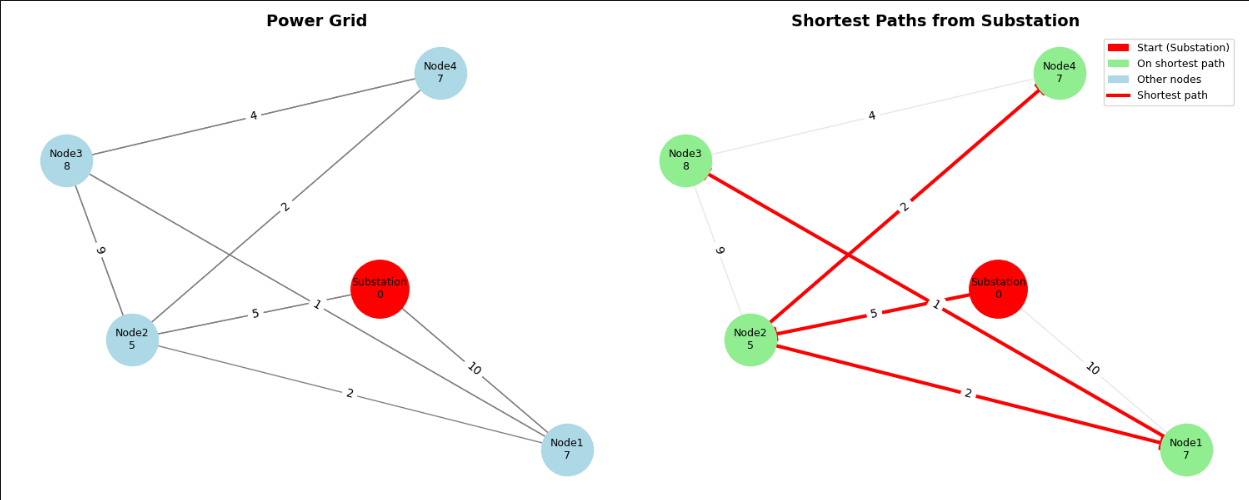 Power Grid
Node4
7
4
Node3
8
2
9
Substation
0
1
5
Node2
5
10
2
Node1
7
Shortest Paths from Substation
Start (Substation)
On shortest path
Other nodes
Shortest path
Node4
7
4
Node3
8
2
9
Substation
0
1
5
Node2
5
10
2
Node1
7